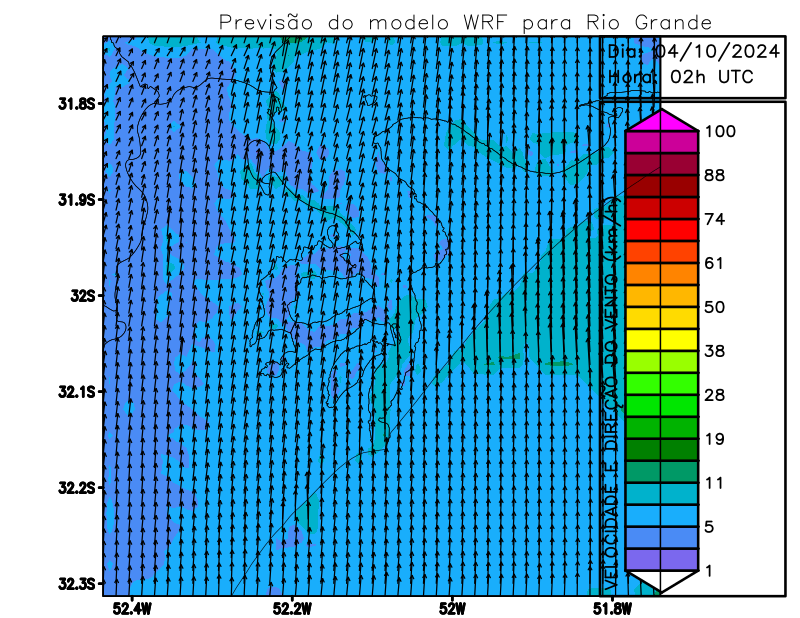 Previsão do modelo WRF para Rio Grande
Dia: 04/10/2024
Hora: 02h UTC
31.8S
31.9S
32S
32.1S
32.2S
32.3S
52.4W
52.2W
52W
51.8W
VELOCIDADE E DIREÇÃO DO VENTO (km/h)
100
88
74
61
50
38
28
19
11
5
1